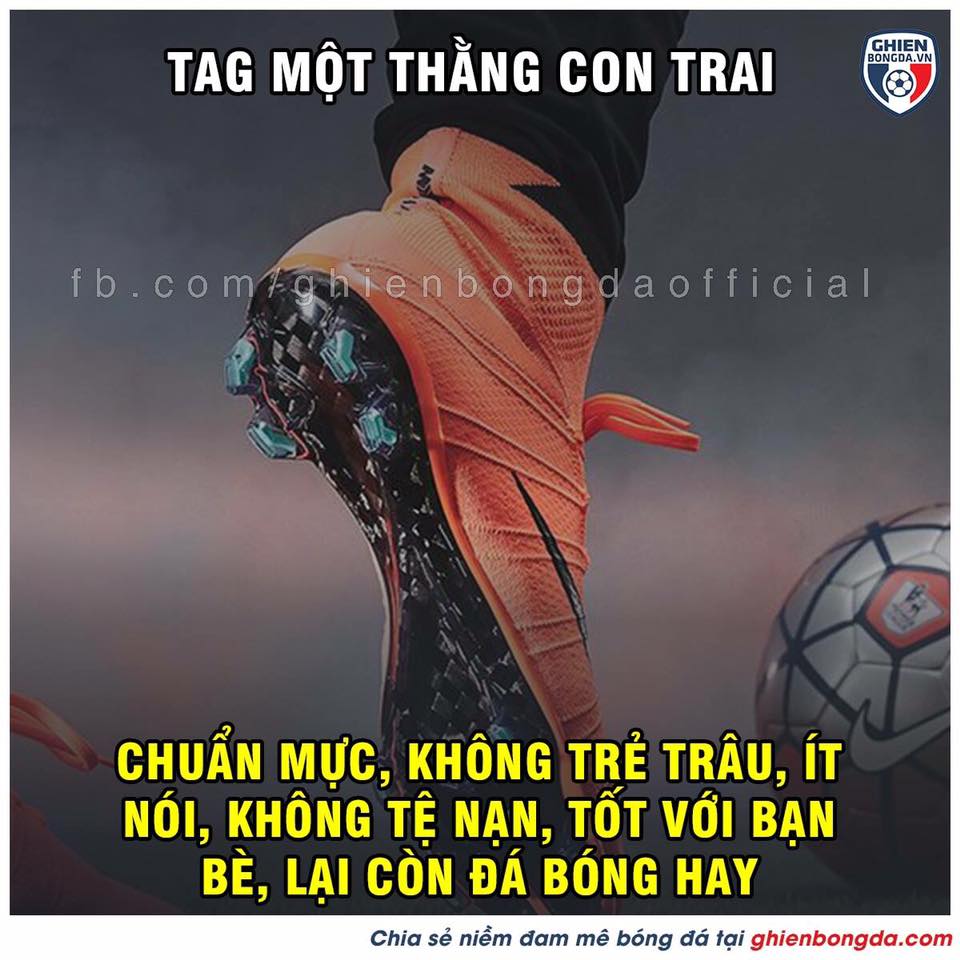 TAG MỘT THẰNG CON TRAI
GHIEN
BONGDA.VN
fb.com/ghienbongdaofficial
CHUẨN MỰC, KHÔNG TRẺ TRÂU, ÍT
NÓI, KHÔNG TỆ NẠN, TỐT VỚI BẠN
BÈ, LẠI CÒN ĐÁ BÓNG HAY
Chia sẻ niềm đam mê bóng đá tại ghienbongda.com